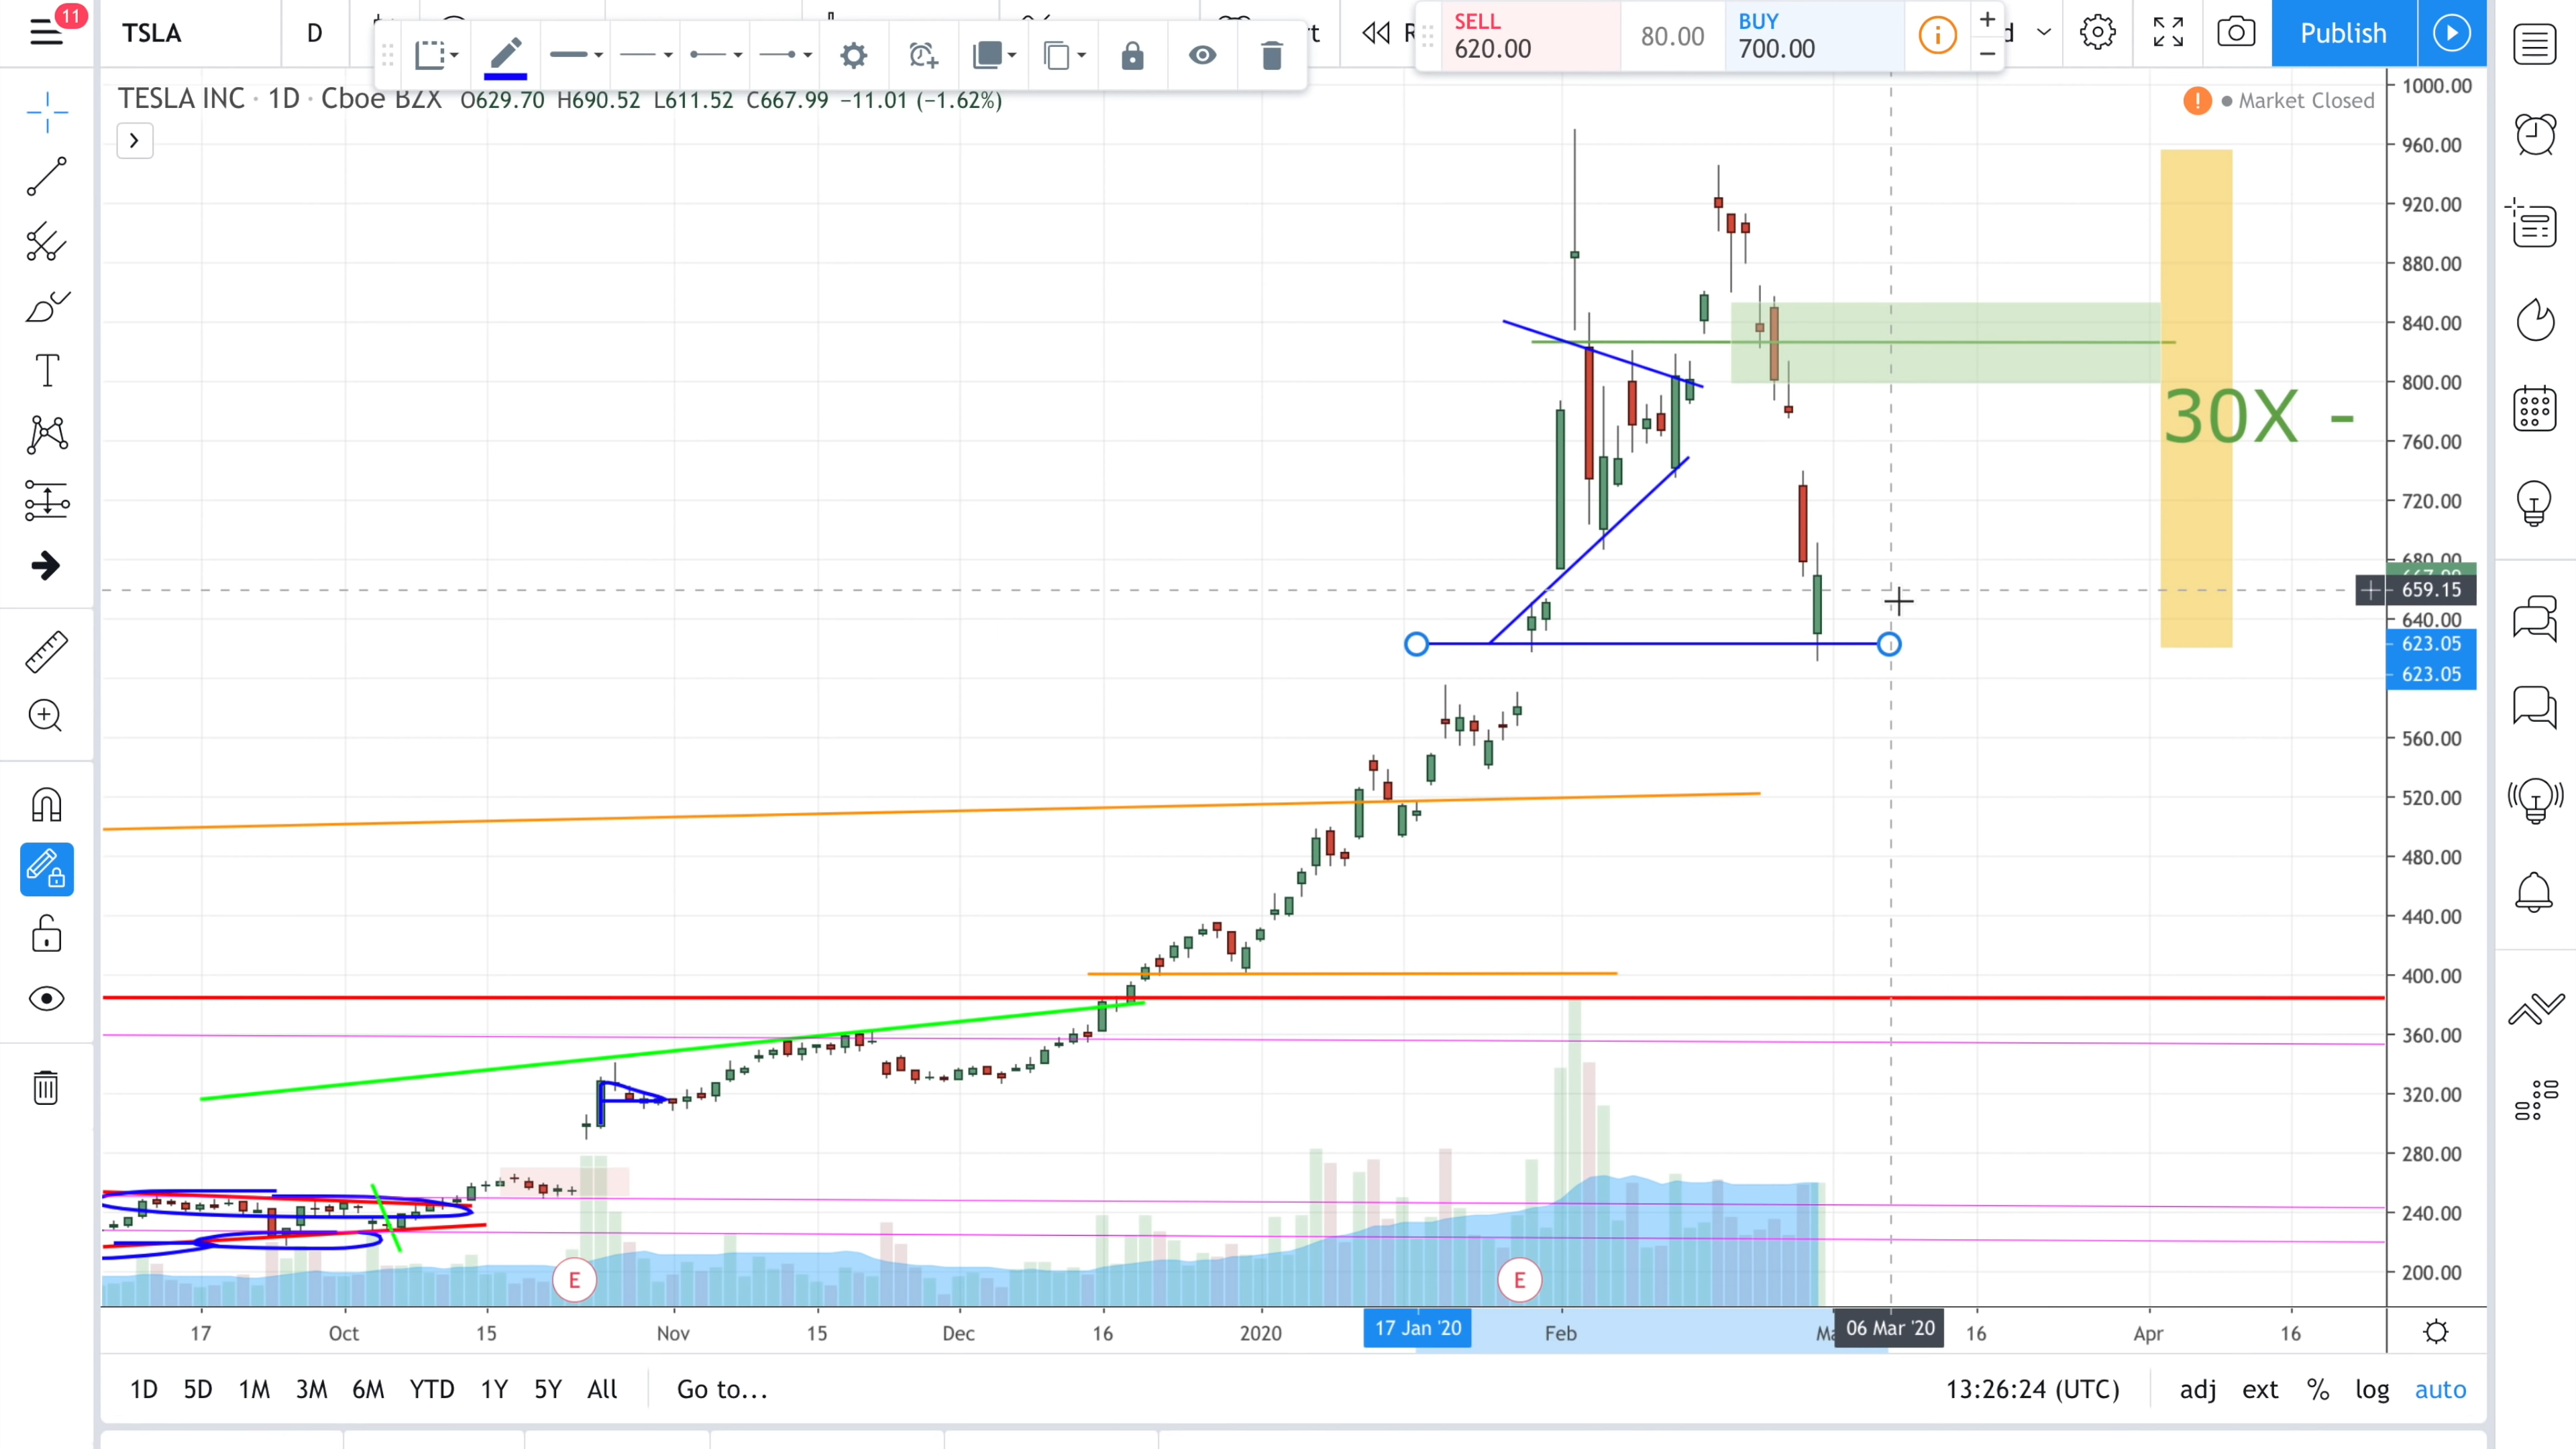 11
TSLA
D
SELL
620.00
80.00
BUY
700.00
Publish
TESLA INC · 1D · Cboe BZX O629.70 H690.52 L611.52 C667.99 −11.01 (−1.62%)
Market Closed
1000.00
960.00
920.00
880.00
840.00
800.00
30X -
760.00
720.00
680.00
667.99
659.15
640.00
623.05
623.05
560.00
520.00
480.00
440.00
400.00
360.00
320.00
280.00
240.00
200.00
E
E
17 Oct 15 Nov 15 Dec 16 2020 17 Jan '20 Feb 06 Mar '20 16 Apr 16
1D 5D 1M 3M 6M YTD 1Y 5Y All Go to... 13:26:24 (UTC) adj ext % log auto